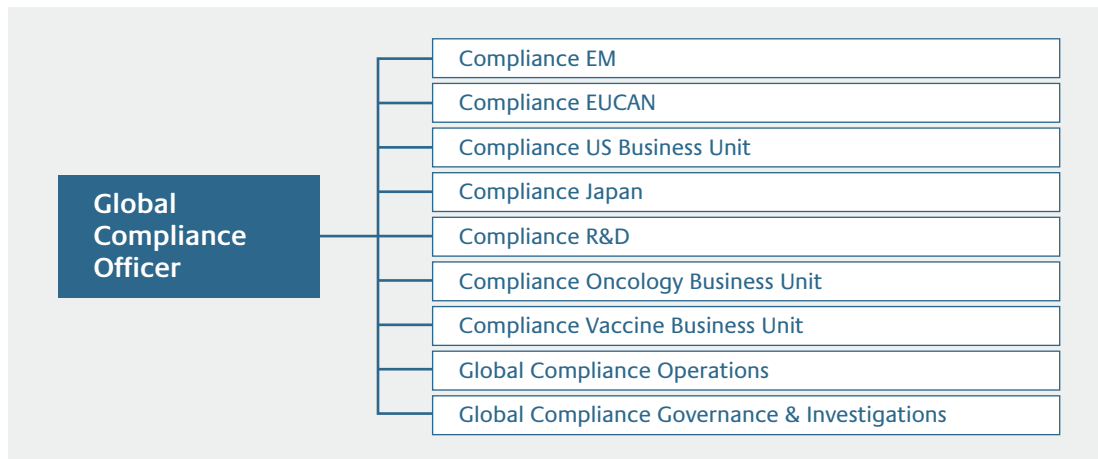 Global
Compliance
Officer
Compliance EM
Compliance EUCAN
Compliance US Business Unit
Compliance Japan
Compliance R&D
Compliance Oncology Business Unit
Compliance Vaccine Business Unit
Global Compliance Operations
Global Compliance Governance & Investigations